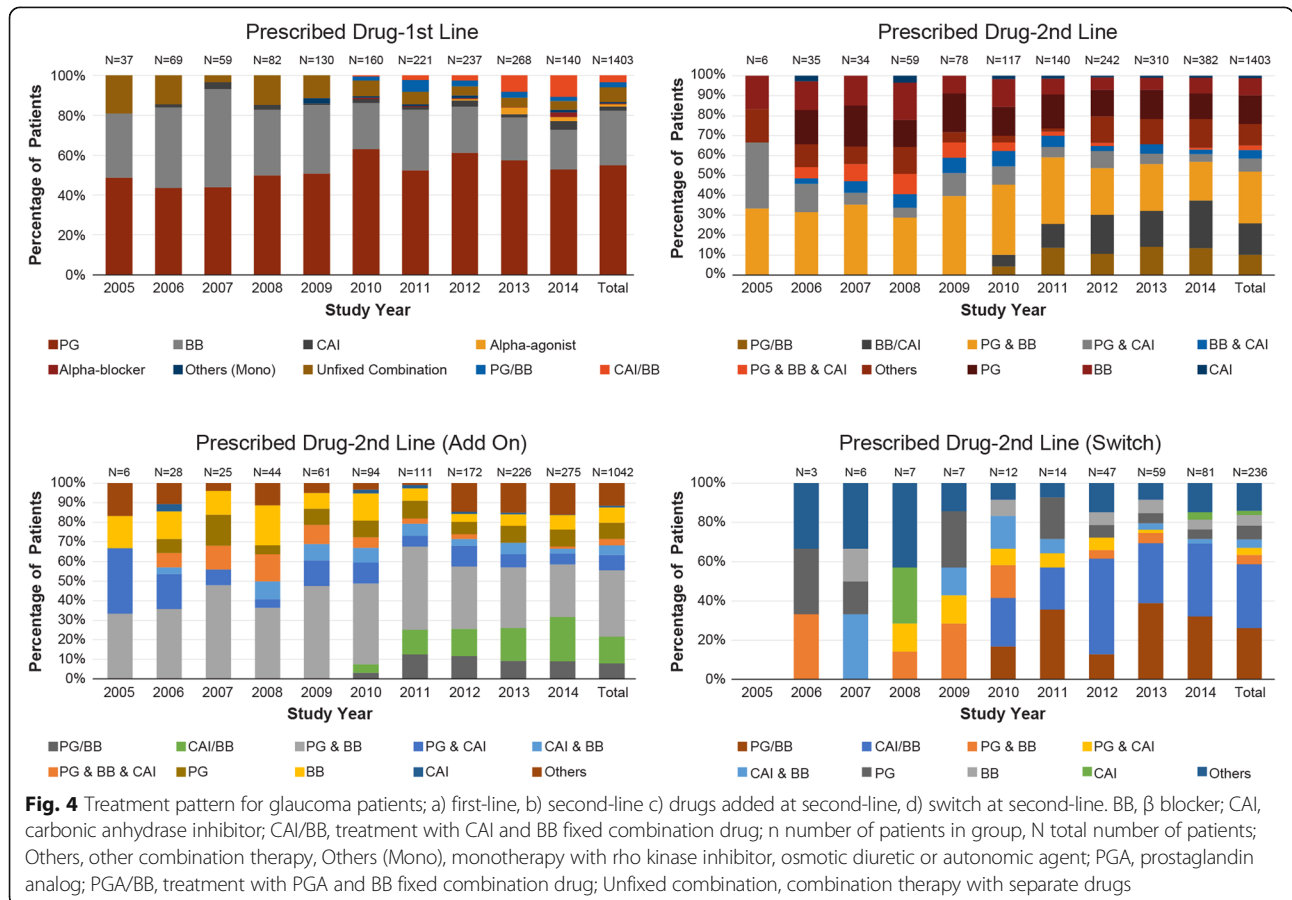 Prescribed Drug-1st Line
N=37 N=69 N=59 N=82 N=130 N=160 N=221 N=237 N=268 N=140 N=1403
Percentage of Patients
100%
80%
60%
40%
20%
0%
2005 2006 2007 2008 2009 2010 2011 2012 2013 2014 Total
Study Year
PG BB CAI Alpha-agonist
Alpha-blocker Others (Mono) Unfixed Combination PG/BB CAI/BB
Prescribed Drug-2nd Line
N=6 N=35 N=34 N=59 N=78 N=117 N=140 N=242 N=310 N=382 N=1403
Percentage of Patients
100%
90%
80%
70%
60%
50%
40%
30%
20%
10%
0%
2005 2006 2007 2008 2009 2010 2011 2012 2013 2014 Total
Study Year
PG/BB BB/CAI PG & BB PG & CAI BB & CAI
PG & BB & CAI Others PG BB CAI
Prescribed Drug-2nd Line (Add On)
N=6 N=28 N=25 N=44 N=61 N=94 N=111 N=172 N=226 N=275 N=1042
Percentage of Patients
100%
90%
80%
70%
60%
50%
40%
30%
20%
10%
0%
2005 2006 2007 2008 2009 2010 2011 2012 2013 2014 Total
Study Year
PG/BB CAI/BB PG & BB PG & CAI CAI & BB
PG & BB & CAI PG BB CAI Others
Prescribed Drug-2nd Line (Switch)
N=3 N=6 N=7 N=7 N=12 N=14 N=47 N=59 N=81 N=236
Percentage of Patients
100%
80%
60%
40%
20%
0%
2005 2006 2007 2008 2009 2010 2011 2012 2013 2014 Total
Study Year
PG/BB CAI/BB PG & BB PG & CAI
CAI & BB PG BB CAI Others
Fig. 4 Treatment pattern for glaucoma patients; a) first-line, b) second-line c) drugs added at second-line, d) switch at second-line. BB, β blocker; CAI,
carbonic anhydrase inhibitor; CAI/BB, treatment with CAI and BB fixed combination drug; n number of patients in group, N total number of patients;
Others, other combination therapy, Others (Mono), monotherapy with rho kinase inhibitor, osmotic diuretic or autonomic agent; PGA, prostaglandin
analog; PGA/BB, treatment with PGA and BB fixed combination drug; Unfixed combination, combination therapy with separate drugs